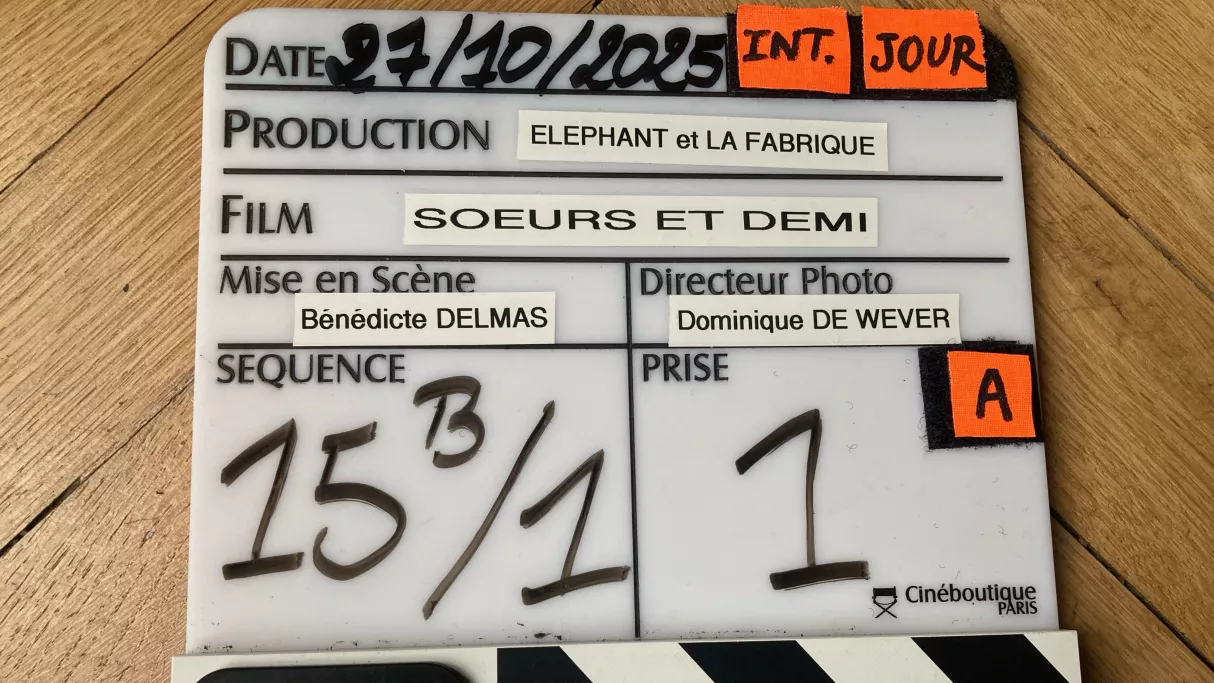 DATE 27/10/2025 INT. JOUR
PRODUCTION ELEPHANT et LA FABRIQUE
FILM SOEURS ET DEMI
Mise en Scène
Bénédicte DELMAS
Directeur Photo
Dominique DE WEVER
SEQUENCE
15 B/1
PRISE
A
1
Cinéboutique
PARIS